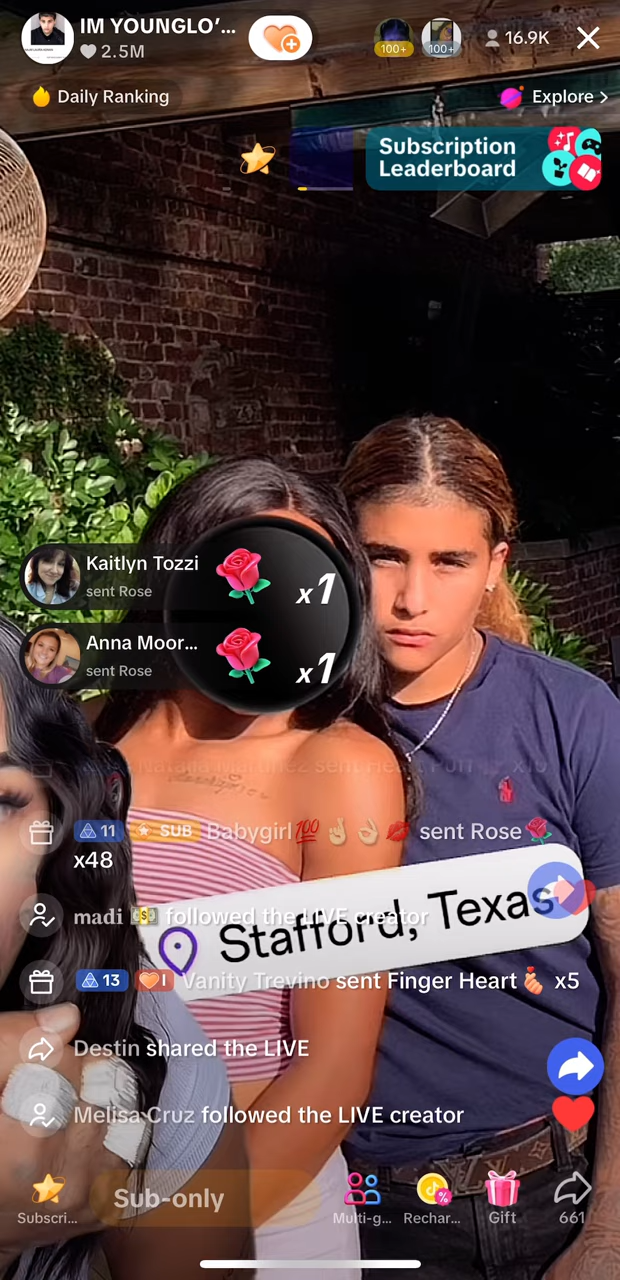 IM YOUNGLO’...
2.5M
100+
100+
16.9K
Daily Ranking
Explore >
Subscription
Leaderboard
Kaitlyn Tozzi
sent Rose
x1
Anna Moor...
sent Rose
x1
11 SUB Babygirl💯🤞🏼👌🏼💋 sent Rose🌹
x48
madi 💵 followed the LIVE creator
Stafford, Texas
13 I Vanity Trevino sent Finger Heart x5
Destin shared the LIVE
Melisa Cruz followed the LIVE creator
Sub-only
Subscri...
Multi-g...
Rechar...
Gift
661